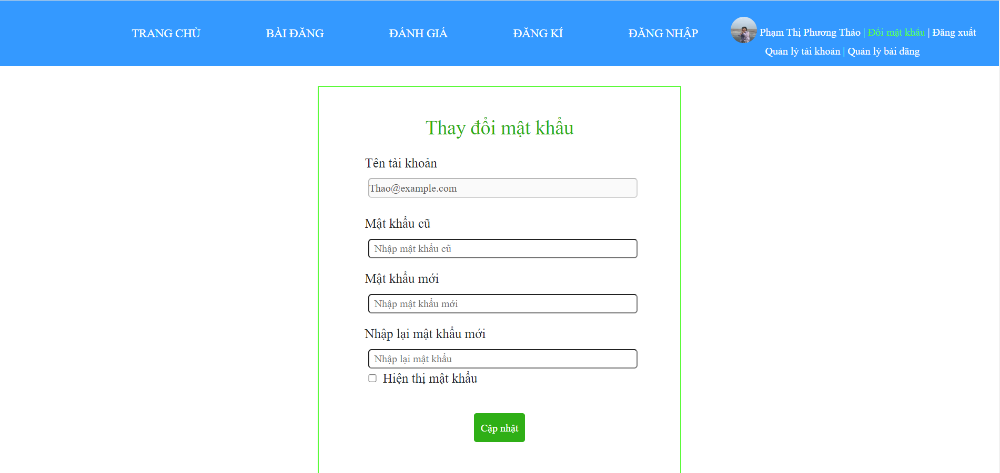 TRANG CHỦ BÀI ĐĂNG ĐÁNH GIÁ ĐĂNG KÍ ĐĂNG NHẬP Phạm Thị Phương Thảo | Đổi mật khẩu | Đăng xuất
Quản lý tài khoản | Quản lý bài đăng
Thay đổi mật khẩu
Tên tài khoản
Thao@example.com
Mật khẩu cũ
Nhập mật khẩu cũ
Mật khẩu mới
Nhập mật khẩu mới
Nhập lại mật khẩu mới
Nhập lại mật khẩu
Hiện thị mật khẩu
Cập nhật